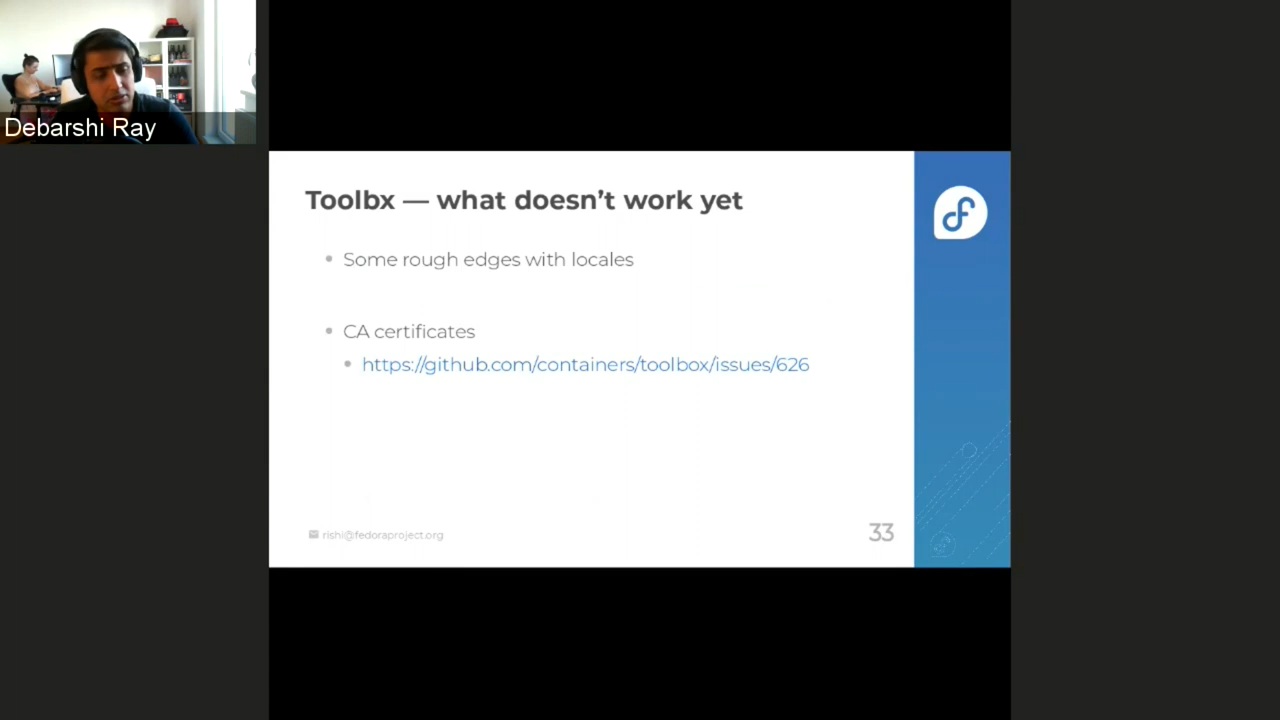 Debarshi Ray
Toolbx — what doesn’t work yet
Some rough edges with locales
CA certificates
https://github.com/containers/toolbox/issues/626
rishi@fedoraproject.org
33